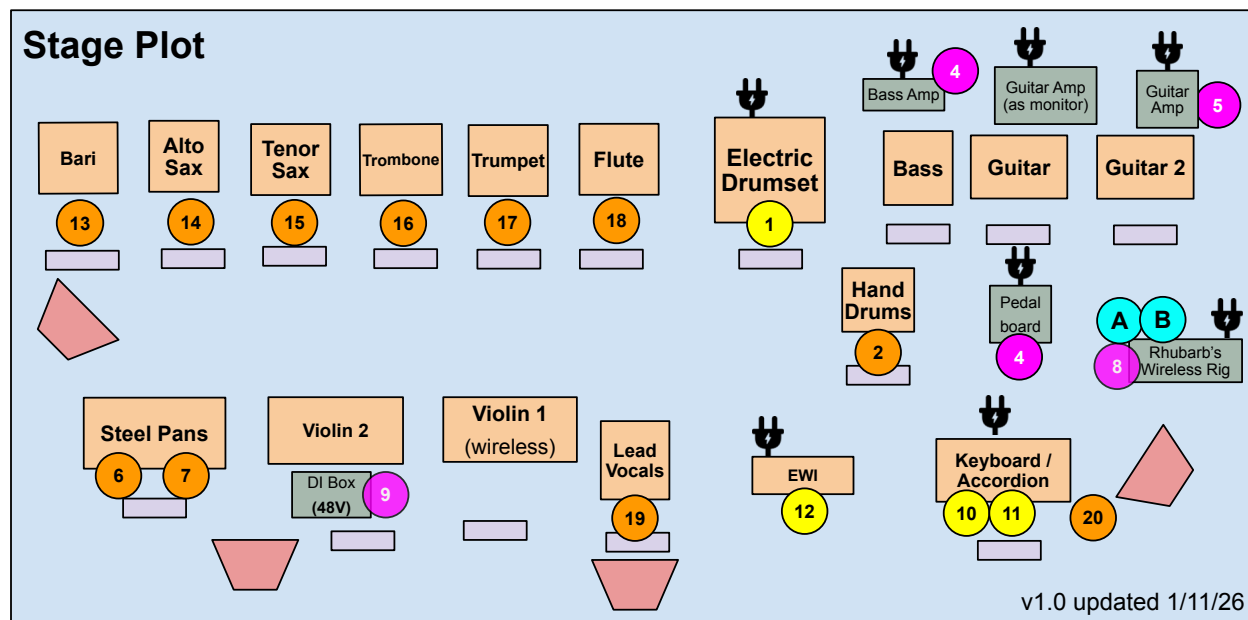 Stage Plot
Bass Amp
4
Guitar Amp
(as monitor)
Guitar
Amp
5
Bari
Alto
Sax
Tenor
Sax
Trombone
Trumpet
Flute
Electric
Drumset
Bass
Guitar
Guitar 2
13
14
15
16
17
18
1
Hand
Drums
2
Pedal
board
4
A
B
8
Rhubarb's
Wireless Rig
Steel Pans
6
7
Violin 2
DI Box
(48V)
9
Violin 1
(wireless)
Lead
Vocals
19
EWI
12
Keyboard /
Accordion
10
11
20
v1.0 updated 1/11/26